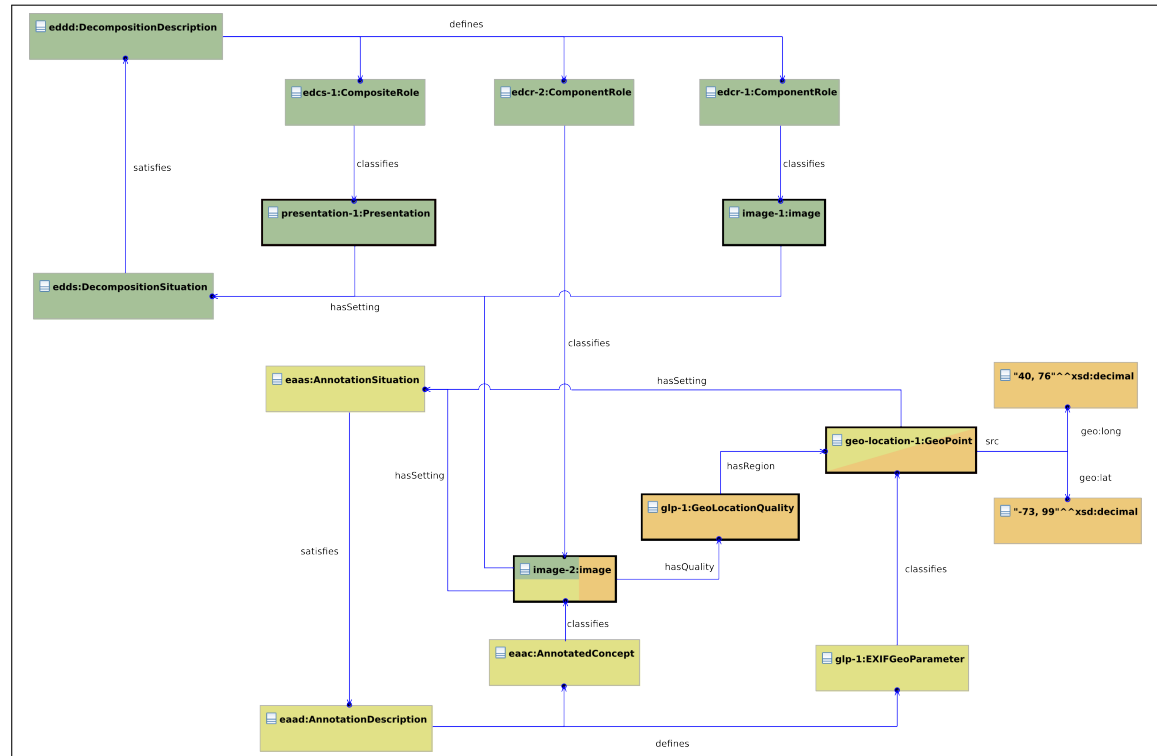 eddd:DecompositionDescription
defines
edcs-1:CompositeRole
edcr-2:ComponentRole
edcr-1:ComponentRole
satisfies
classifies
classifies
presentation-1:Presentation
image-1:image
edds:DecompositionSituation
hasSetting
classifies
eaas:AnnotationSituation
hasSetting
"40, 76"^^xsd:decimal
geo:long
geo-location-1:GeoPoint
src
hasRegion
hasSetting
geo:lat
glp-1:GeoLocationQuality
"-73, 99"^^xsd:decimal
satisfies
image-2:image
hasQuality
classifies
classifies
eaac:AnnotatedConcept
glp-1:EXIFGeoParameter
eaad:AnnotationDescription
defines